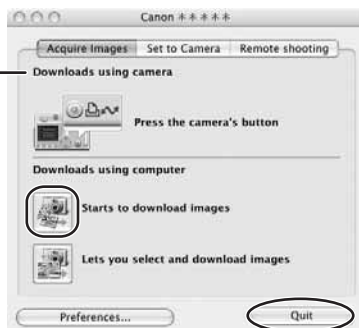 Canon *****
Acquire Images Set to Camera Remote shooting
Downloads using camera
Press the camera's button
Downloads using computer
Starts to download images
Lets you select and download images
Preferences... Quit